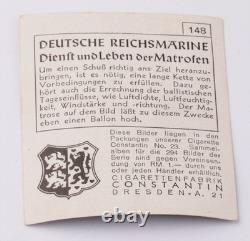 148
DEUTSCHE REICHSMARINE
Dienst und Leben der Matrosen
Um einen Schuß richtig ans Ziel heranzu-
bringen, ist es nötig, eine lange Kette von
Vorbedingungen zu erfüllen. Dazu ge-
hört auch die Errechnung der ballistischen
Tageseinflüsse, wie Luftdichte, Luftfeuchtig-
keit, Windstärke und -richtung. Der Ma-
trose auf dem Bild läßt zu diesem Zwecke
eben einen Ballon hoch.
Diese Bilder liegen in den
Packungen unserer Cigarette
Constantin No. 23. Sammel-
alben für die 294 Bilder der
Serie sind gegen Voreinsen-
dung von RM. 1.— durch uns
oder jeden Händler erhältlich.
CIGARETTENFABRIK
CONSTANTIN
DRESDEN-A. 21